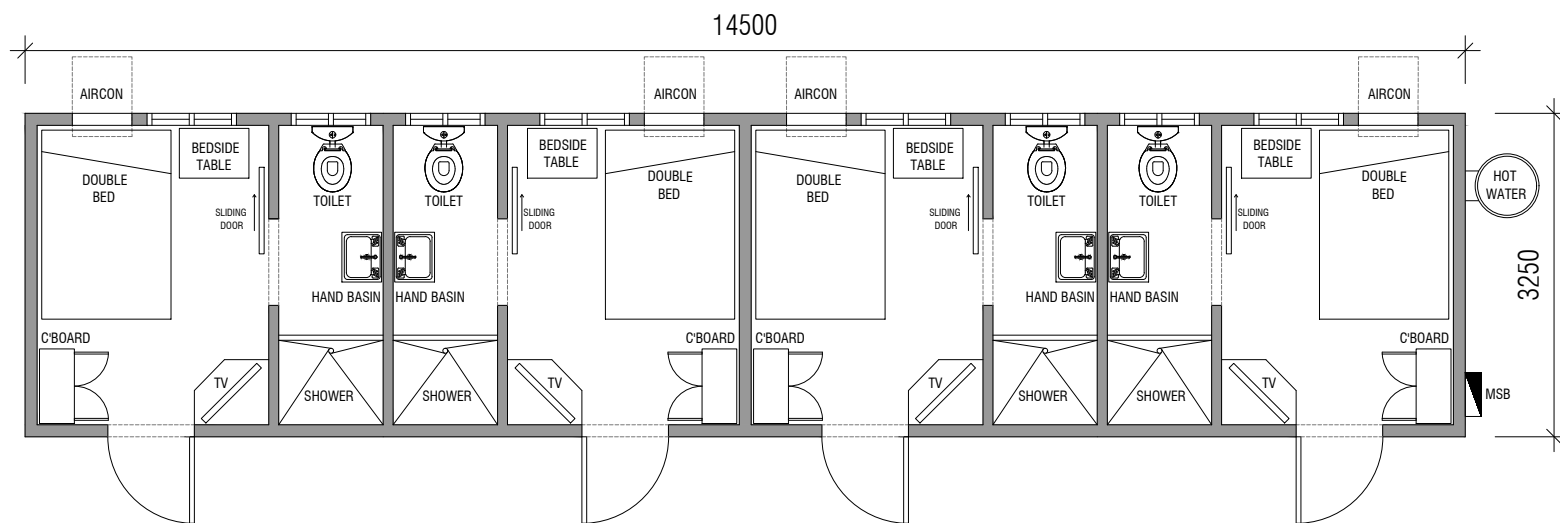 14500
AIRCON
AIRCON
AIRCON
AIRCON
BEDSIDE
TABLE
BEDSIDE
TABLE
BEDSIDE
TABLE
BEDSIDE
TABLE
DOUBLE
BED
DOUBLE
BED
DOUBLE
BED
DOUBLE
BED
HOT
WATER
TOILET
TOILET
TOILET
TOILET
SLIDING
DOOR
SLIDING
DOOR
SLIDING
DOOR
SLIDING
DOOR
3250
HAND BASIN
HAND BASIN
HAND BASIN
HAND BASIN
C'BOARD
C'BOARD
C'BOARD
C'BOARD
TV
TV
TV
TV
SHOWER
SHOWER
SHOWER
SHOWER
MSB